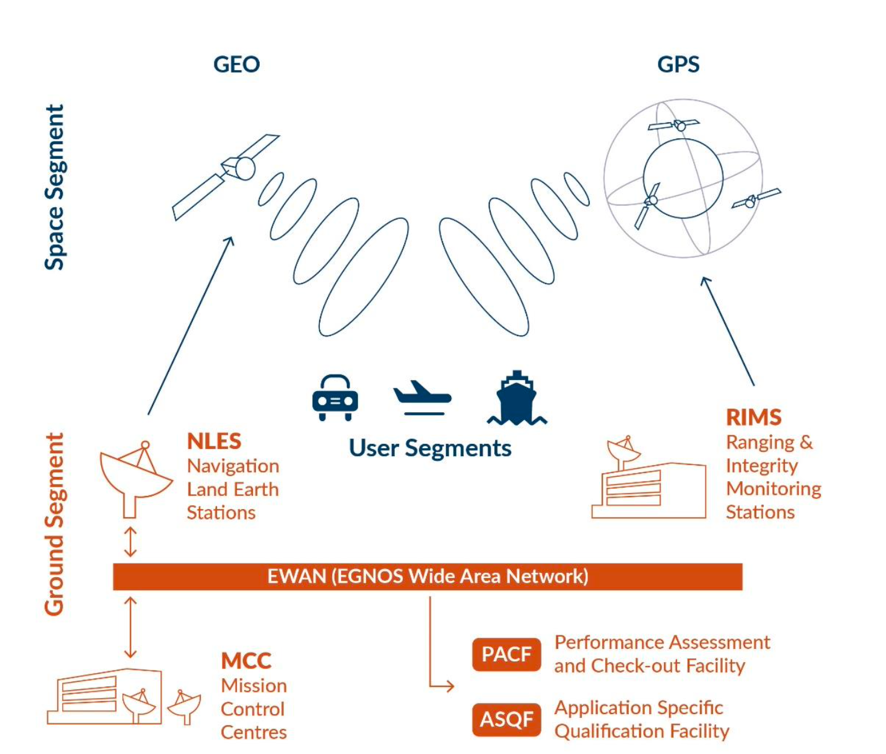 GEO
GPS
Space Segment
User Segments
Ground Segment
NLES
Navigation
Land Earth
Stations
RIMS
Ranging &
Integrity
Monitoring
Stations
EWAN (EGNOS Wide Area Network)
MCC
Mission
Control
Centres
PACF
Performance Assessment
and Check-out Facility
ASQF
Application Specific
Qualification Facility